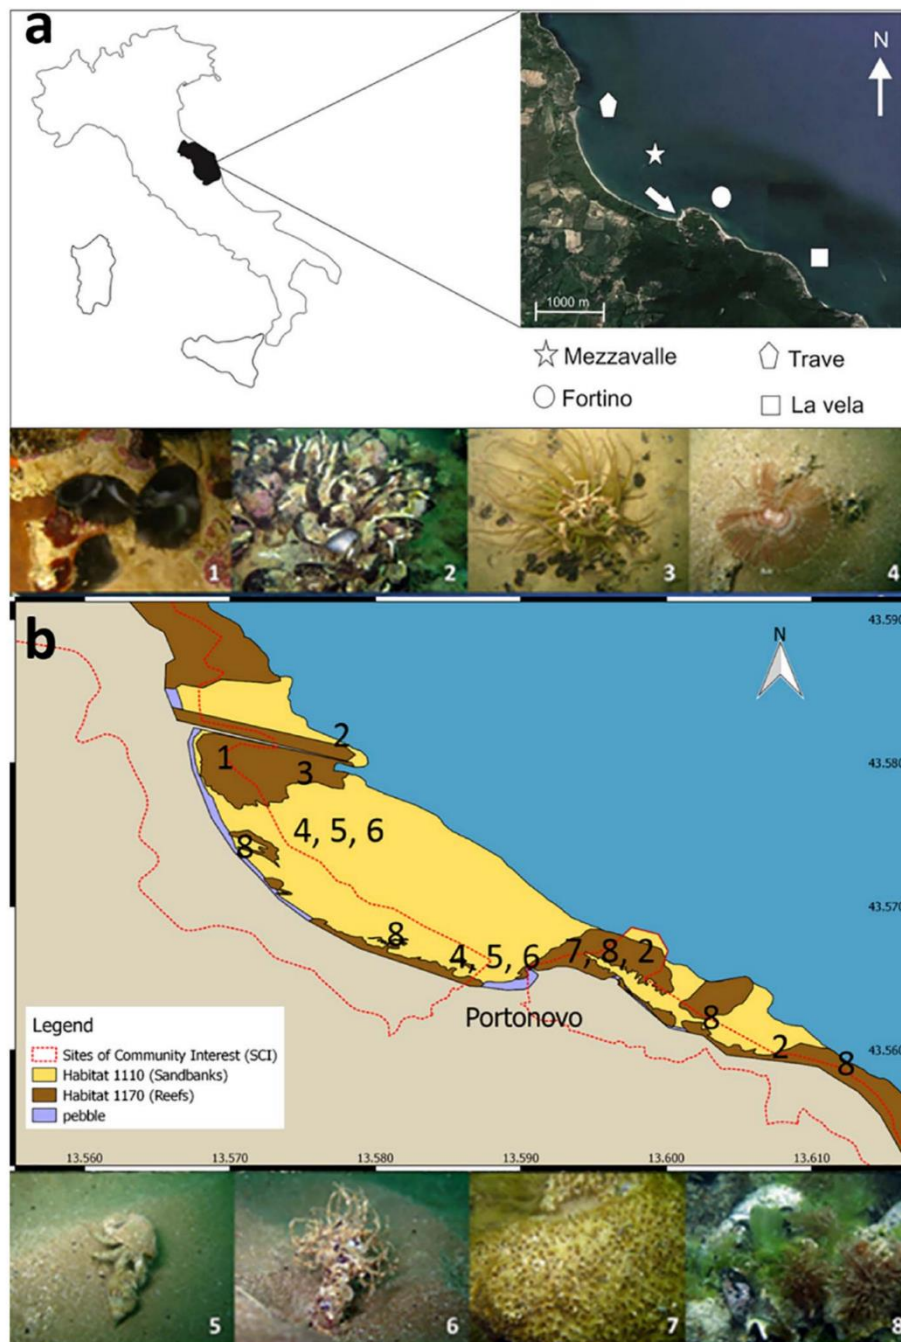 a
N
1000 m
Mezzavalle
Trave
Fortino
La vela
1
2
3
4
b
N
43.590
2
43.580
1
3
4, 5, 6
8
43.570
8
4, 5, 6
7, 8, 2
Portonovo
8
2
8
43.560
Legend
Sites of Community Interest (SCI)
Habitat 1110 (Sandbanks)
Habitat 1170 (Reefs)
pebble
13.560
13.570
13.580
13.590
13.600
13.610
5
6
7
8